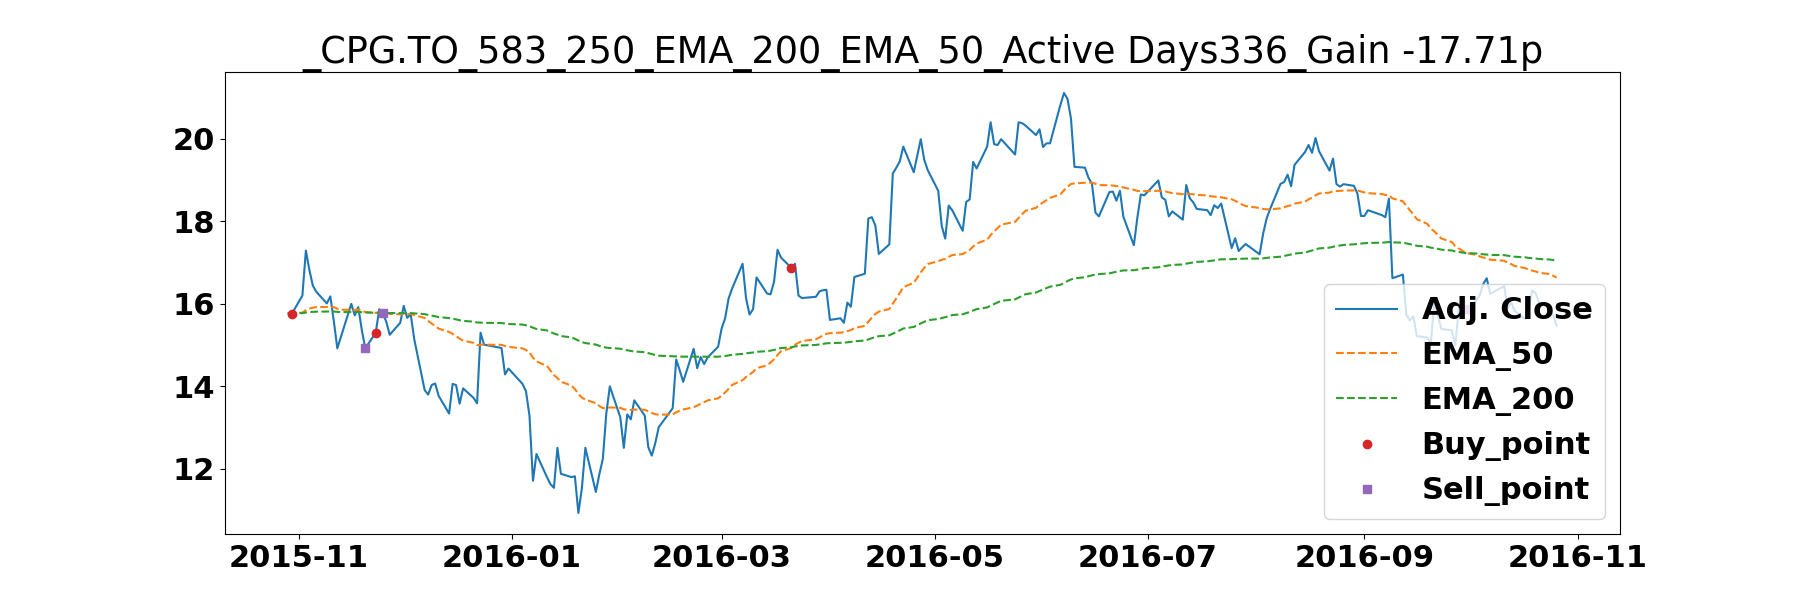 _CPG.TO_583_250_EMA_200_EMA_50_Active Days336_Gain -17.71p
20
18
16
14
12
Adj. Close
EMA_50
EMA_200
Buy_point
Sell_point
2015-11 2016-01 2016-03 2016-05 2016-07 2016-09 2016-11